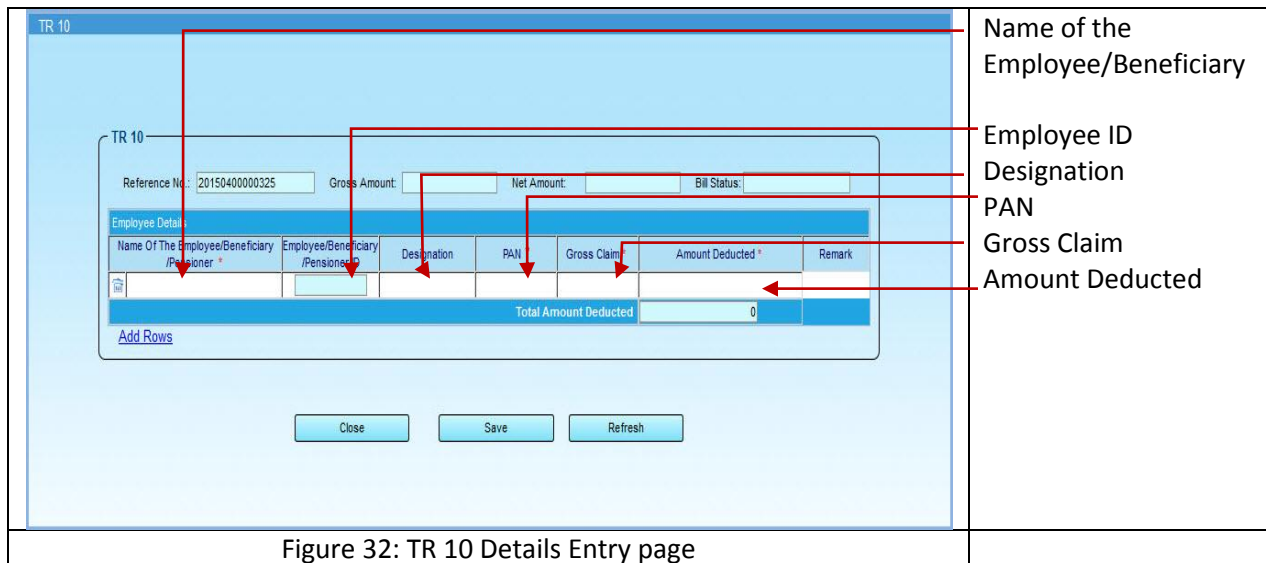 TR 10
TR 10
Reference No.: 20150400000325 Gross Amount: Net Amount: Bill Status:
Employee Details
Name Of The Employee/Beneficiary /Pensioner * Employee/Beneficiary /Pensioner ID Designation PAN * Gross Claim * Amount Deducted * Remark
Total Amount Deducted 0
Add Rows
Close Save Refresh
Name of the
Employee/Beneficiary
Employee ID
Designation
PAN
Gross Claim
Amount Deducted
Figure 32: TR 10 Details Entry page